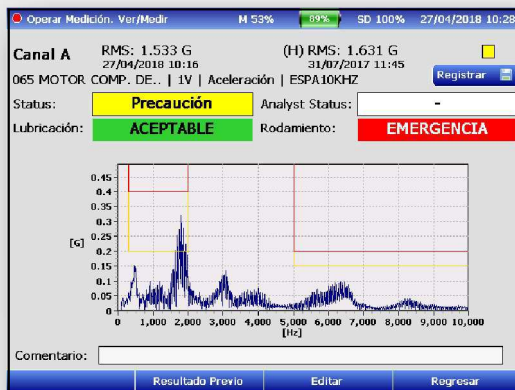 Operar Medición. Ver/Medir M 53% 89% SD 100% 27/04/2018 10:28
Canal A RMS: 1.533 G (H) RMS: 1.631 G
27/04/2018 10:16 31/07/2017 11:45
065 MOTOR COMP. DE.. | 1V | Aceleración | ESPA10KHZ Registrar
Status: Precaución Analyst Status: -
Lubricación: ACEPTABLE Rodamiento: EMERGENCIA
0.45
0.4
0.35
0.3
[G] 0.25
0.2
0.15
0.1
0.05
0
0 1,000 2,000 3,000 4,000 5,000 6,000 7,000 8,000 9,000 10,000
[Hz]
Comentario:
Resultado Previo Editar Regresar